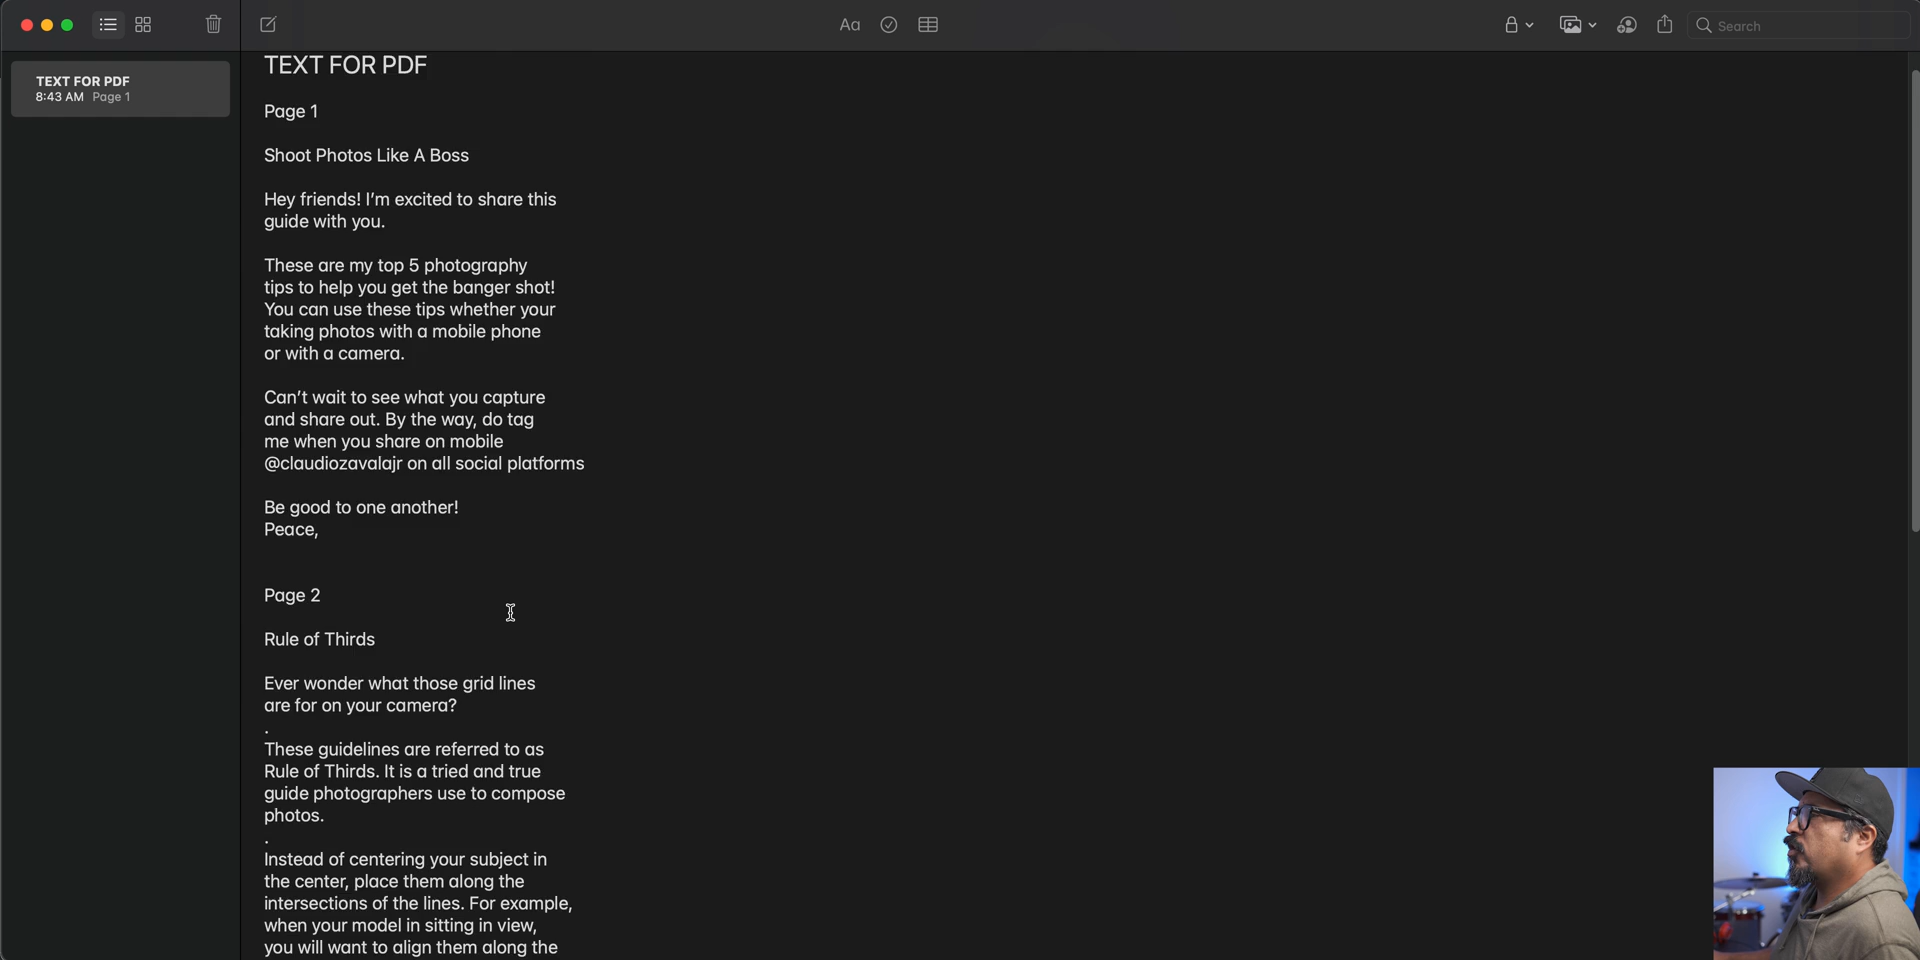 Aa
Search
TEXT FOR PDF
8:43 AM Page 1
TEXT FOR PDF
Page 1
Shoot Photos Like A Boss
Hey friends! I’m excited to share this
guide with you.
These are my top 5 photography
tips to help you get the banger shot!
You can use these tips whether your
taking photos with a mobile phone
or with a camera.
Can’t wait to see what you capture
and share out. By the way, do tag
me when you share on mobile
@claudiozavalajr on all social platforms
Be good to one another!
Peace,
Page 2
Rule of Thirds
Ever wonder what those grid lines
are for on your camera?
.
These guidelines are referred to as
Rule of Thirds. It is a tried and true
guide photographers use to compose
photos.
.
Instead of centering your subject in
the center, place them along the
intersections of the lines. For example,
when your model in sitting in view,
you will want to align them along the